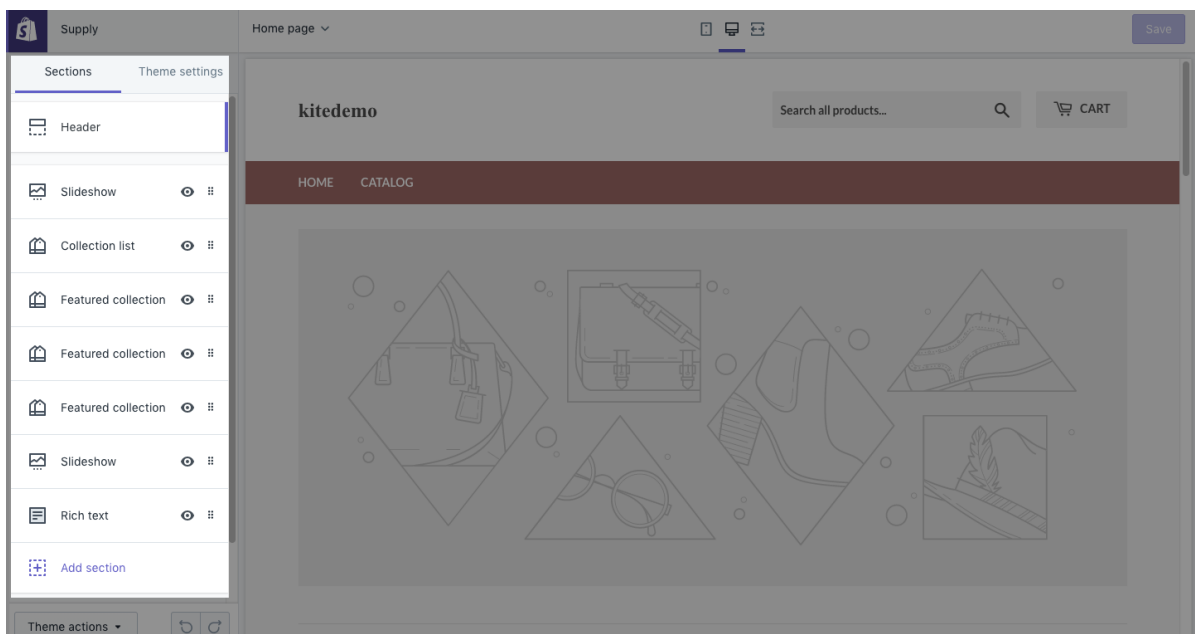 Supply
Home page
Save
Sections
Theme settings
Header
Slideshow
Collection list
Featured collection
Featured collection
Featured collection
Slideshow
Rich text
Add section
Theme actions
kitedemo
Search all products...
CART
HOME
CATALOG